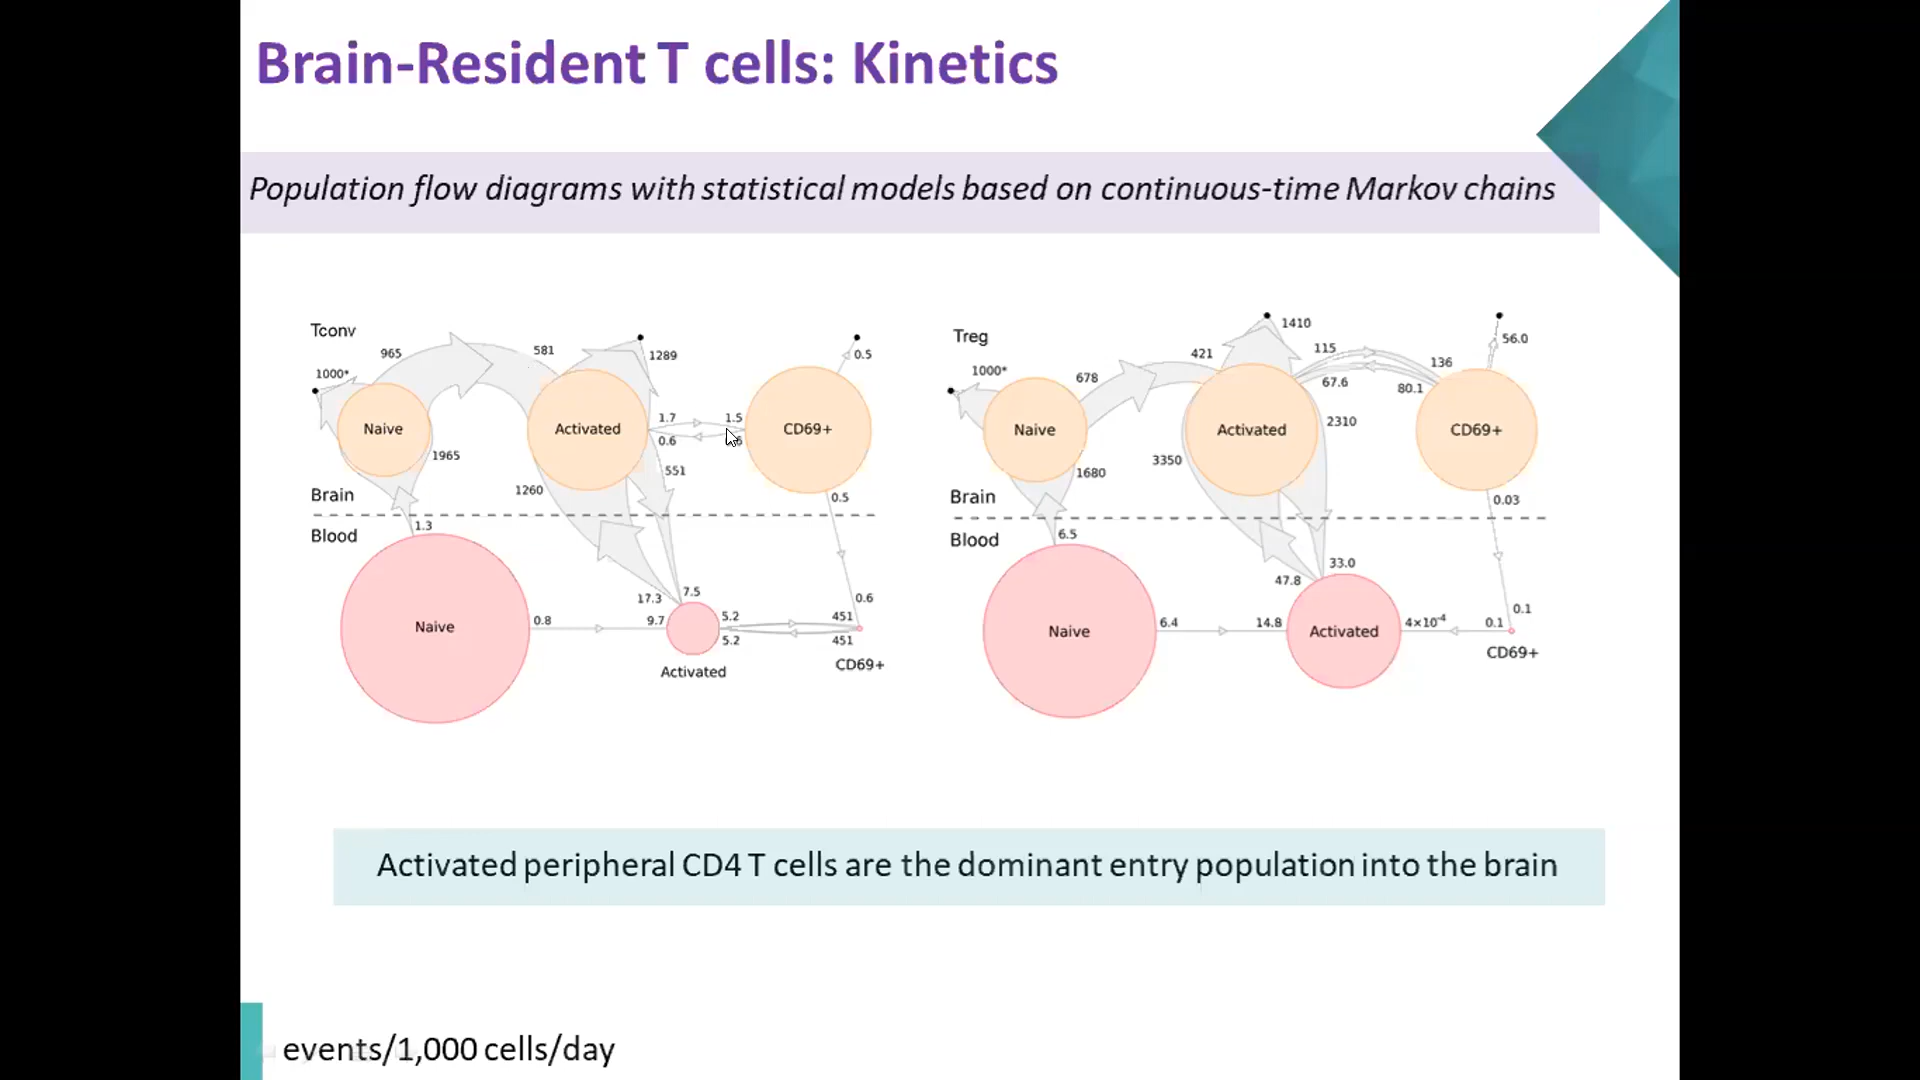 Brain-Resident T cells: Kinetics
Population flow diagrams with statistical models based on continuous-time Markov chains
Tconv
965
581
1289
0.5
1000*
Naive
Activated
CD69+
1.7
1.5
0.6
1965
551
1260
0.5
Brain
Blood
1.3
Naive
0.8
9.7
17.3
7.5
5.2
5.2
451
451
0.6
Activated
CD69+
Treg
1410
56.0
115
136
421
1000*
678
67.6
80.1
Naive
Activated
CD69+
2310
3350
1680
Brain
Blood
0.03
6.5
33.0
47.8
Naive
6.4
14.8
Activated
4×10⁻⁴
0.1
0.1
CD69+
Activated peripheral CD4 T cells are the dominant entry population into the brain
events/1,000 cells/day